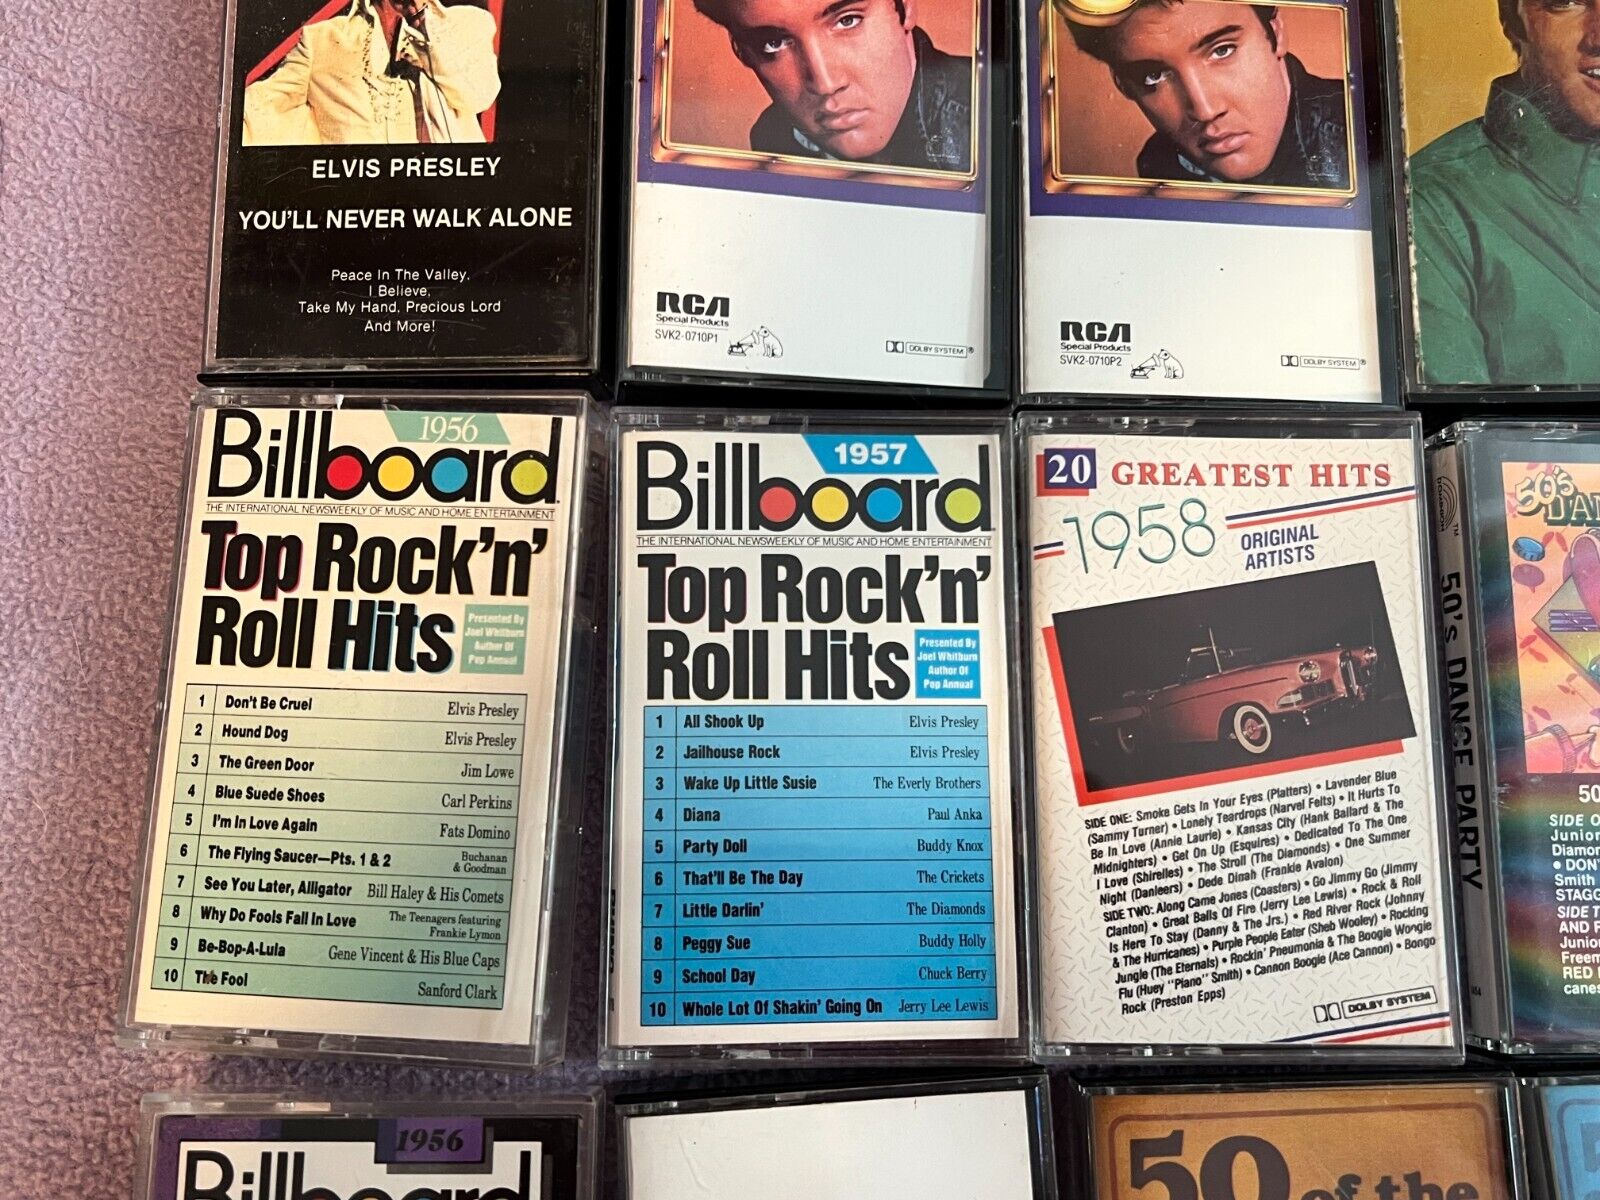 ELVIS PRESLEY
YOU'LL NEVER WALK ALONE
Peace In The Valley,
I Believe,
Take My Hand, Precious Lord
And More!
RCA
Special Products
SVK2-0710P1
DOLBY SYSTEM ®
RCA
Special Products
SVK2-0710P2
DOLBY SYSTEM ®
1956
Billboard
THE INTERNATIONAL NEWSWEEKLY OF MUSIC AND HOME ENTERTAINMENT
Top Rock'n'
Roll Hits
Presented By
Joel Whitburn
Author Of
Pop Annual
1 Don't Be Cruel Elvis Presley
2 Hound Dog Elvis Presley
3 The Green Door Jim Lowe
4 Blue Suede Shoes Carl Perkins
5 I'm In Love Again Fats Domino
6 The Flying Saucer—Pts. 1 & 2 Buchanan
& Goodman
7 See You Later, Alligator Bill Haley & His Comets
8 Why Do Fools Fall In Love The Teenagers featuring
Frankie Lymon
9 Be-Bop-A-Lula Gene Vincent & His Blue Caps
10 The Fool Sanford Clark
1957
Billboard
THE INTERNATIONAL NEWSWEEKLY OF MUSIC AND HOME ENTERTAINMENT
Top Rock'n'
Roll Hits
Presented By
Joel Whitburn
Author Of
Pop Annual
1 All Shook Up Elvis Presley
2 Jailhouse Rock Elvis Presley
3 Wake Up Little Susie The Everly Brothers
4 Diana Paul Anka
5 Party Doll Buddy Knox
6 That'll Be The Day The Crickets
7 Little Darlin' The Diamonds
8 Peggy Sue Buddy Holly
9 School Day Chuck Berry
10 Whole Lot Of Shakin' Going On Jerry Lee Lewis
20 GREATEST HITS
1958
ORIGINAL
ARTISTS
SIDE ONE: Smoke Gets In Your Eyes (Platters) • Lavender Blue
(Sammy Turner) • Lonely Teardrops (Narvel Felts) • It Hurts To
Be In Love (Annie Laurie) • Kansas City (Hank Ballard & The
Midnighters) • Get On Up (Esquires) • Dedicated To The One
I Love (Shirelles) • The Stroll (The Diamonds) • One Summer
Night (Danleers) • Dede Dinah (Frankie Avalon)
SIDE TWO: Along Came Jones (Coasters) • Go Jimmy Go (Jimmy
Clanton) • Great Balls Of Fire (Jerry Lee Lewis) • Rock & Roll
Is Here To Stay (Danny & The Jrs.) • Red River Rock (Johnny
& The Hurricanes) • Purple People Eater (Sheb Wooley) • Rocking
Jungle (The Eternals) • Rockin' Pneumonia & The Boogie Woogie
Flu (Huey "Piano" Smith) • Cannon Boogie (Ace Cannon) • Bongo
Rock (Preston Epps)
DOLBY SYSTEM
50's DANCE PARTY
50's
50
SIDE O
Junior
Diamon
• DON'
Smith
STAGG
SIDE T
AND R
Junior
Freem
RED R
canes
1956
Billboard
50 of the